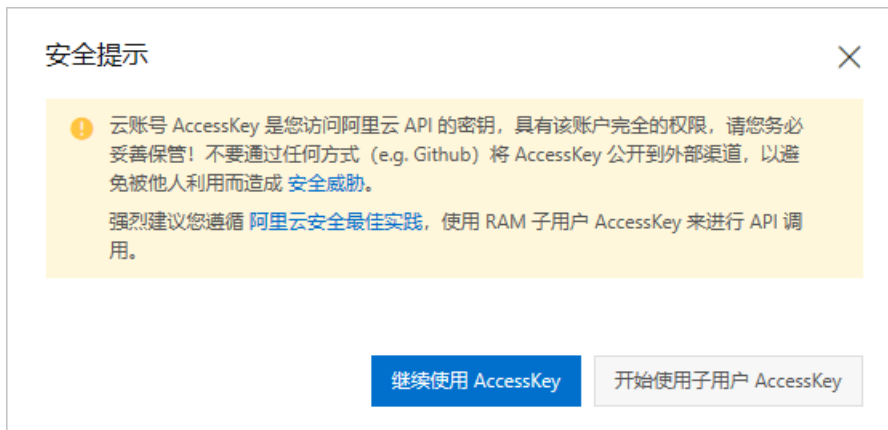 安全提示
云账号 AccessKey 是您访问阿里云 API 的密钥，具有该账户完全的权限，请您务必
妥善保管！不要通过任何方式（e.g. Github）将 AccessKey 公开到外部渠道，以避
免被他人利用而造成 安全威胁。
强烈建议您遵循 阿里云安全最佳实践，使用 RAM 子用户 AccessKey 来进行 API 调
用。
继续使用 AccessKey
开始使用子用户 AccessKey